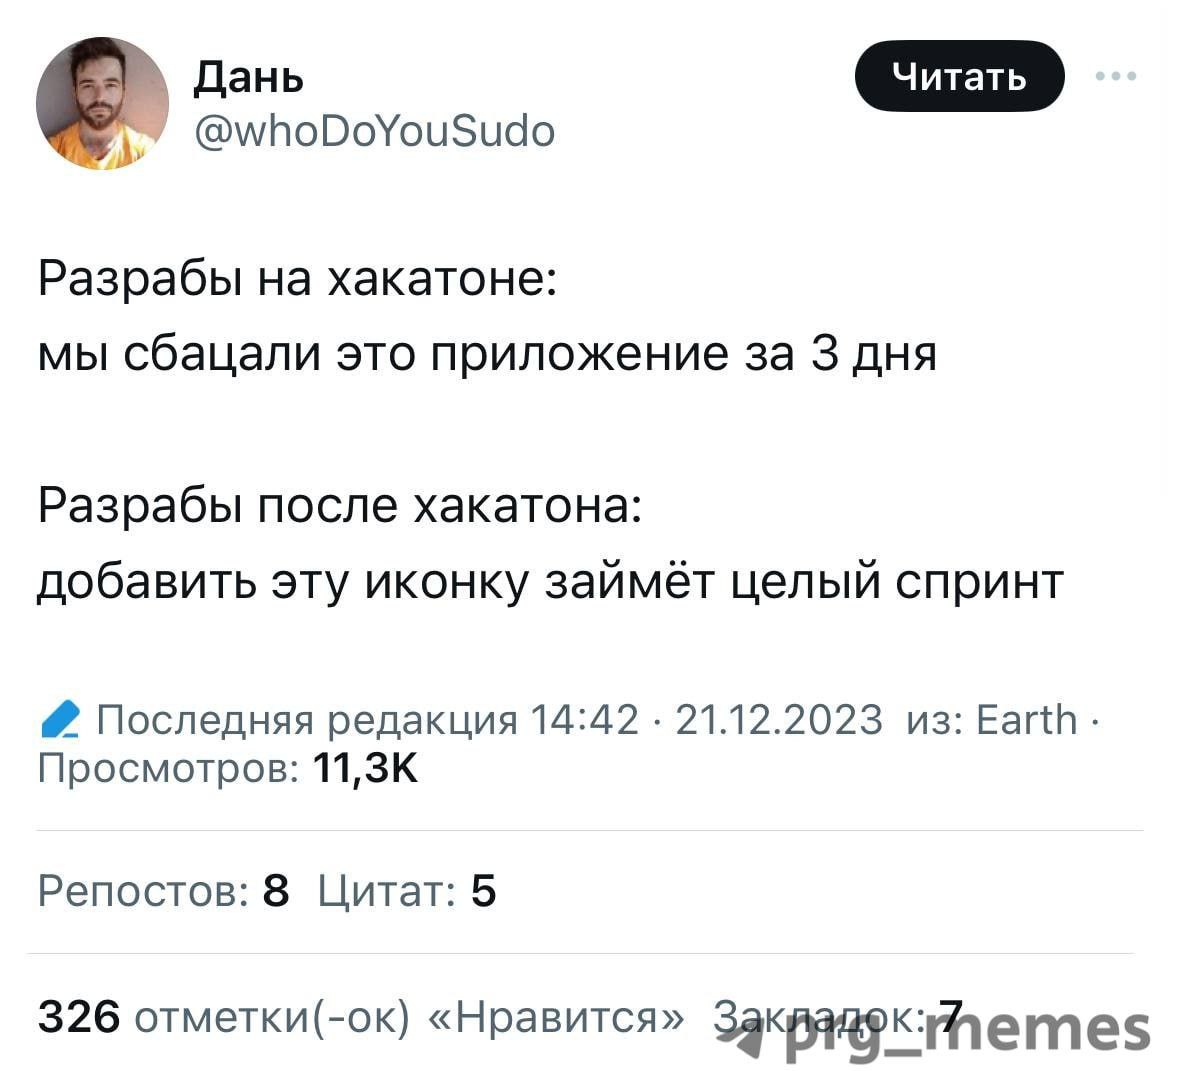 Дань
Читать
@whoDoYouSudo
Разрабы на хакатоне:
мы сбацали это приложение за 3 дня
Разрабы после хакатона:
добавить эту иконку займёт целый спринт
Последняя редакция 14:42 · 21.12.2023 из: Earth ·
Просмотров: 11,3K
Репостов: 8 Цитат: 5
326 отметки(-ок) «Нравится» Закладок: 7
prg_memes